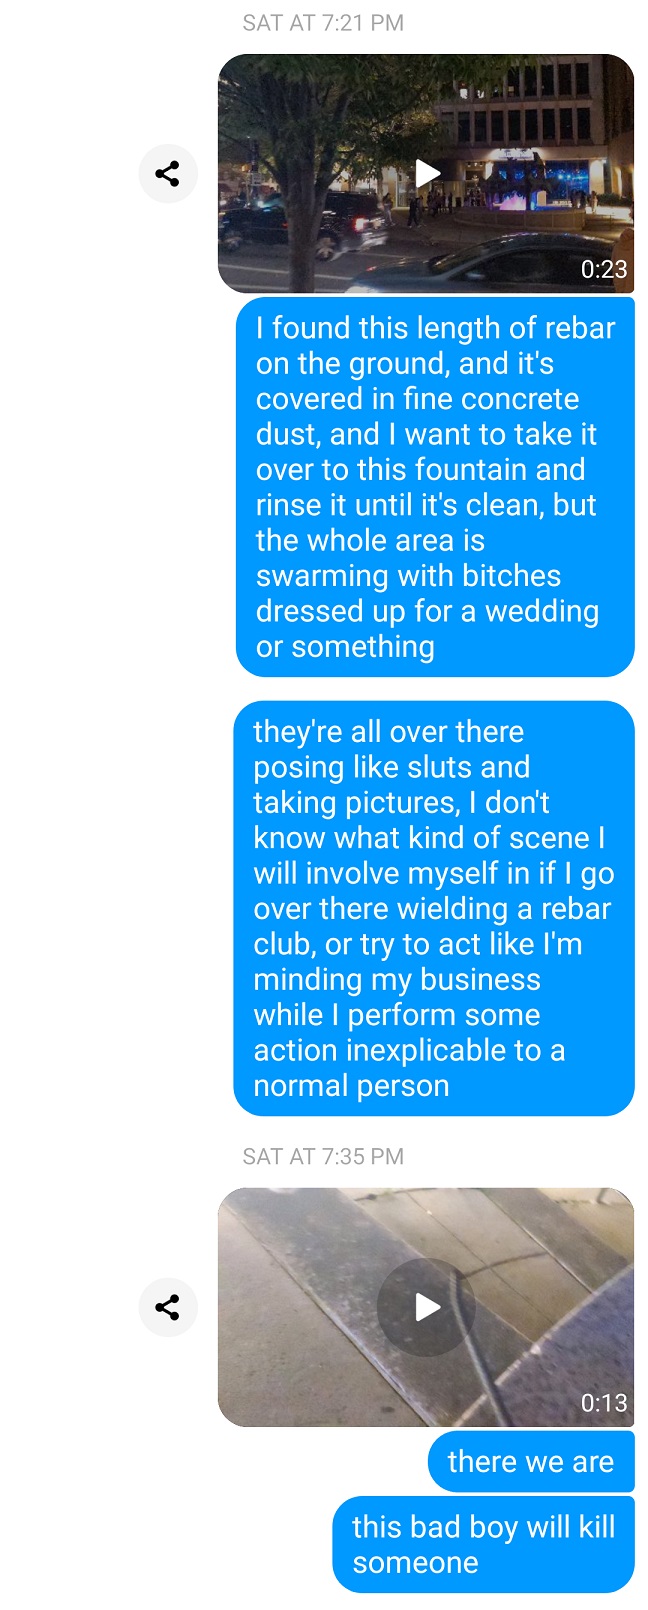 SAT AT 7:21 PM
0:23
I found this length of rebar
on the ground, and it's
covered in fine concrete
dust, and I want to take it
over to this fountain and
rinse it until it's clean, but
the whole area is
swarming with bitches
dressed up for a wedding
or something
they're all over there
posing like sluts and
taking pictures, I don't
know what kind of scene I
will involve myself in if I go
over there wielding a rebar
club, or try to act like I'm
minding my business
while I perform some
action inexplicable to a
normal person
SAT AT 7:35 PM
0:13
there we are
this bad boy will kill
someone